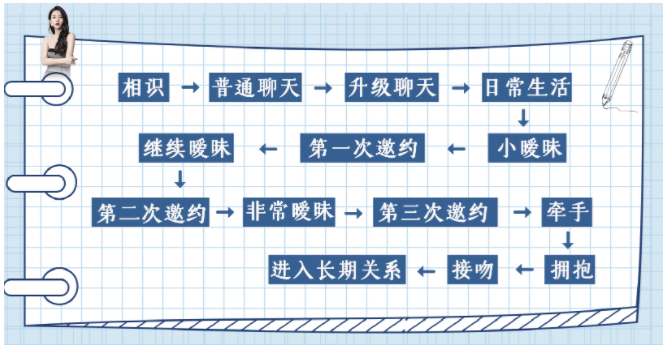 相识 → 普通聊天 → 升级聊天 → 日常生活
继续暧昧 ← 第一次邀约 ← 小暧昧
第二次邀约 → 非常暧昧 → 第三次邀约 → 牵手
进入长期关系 ← 接吻 ← 拥抱